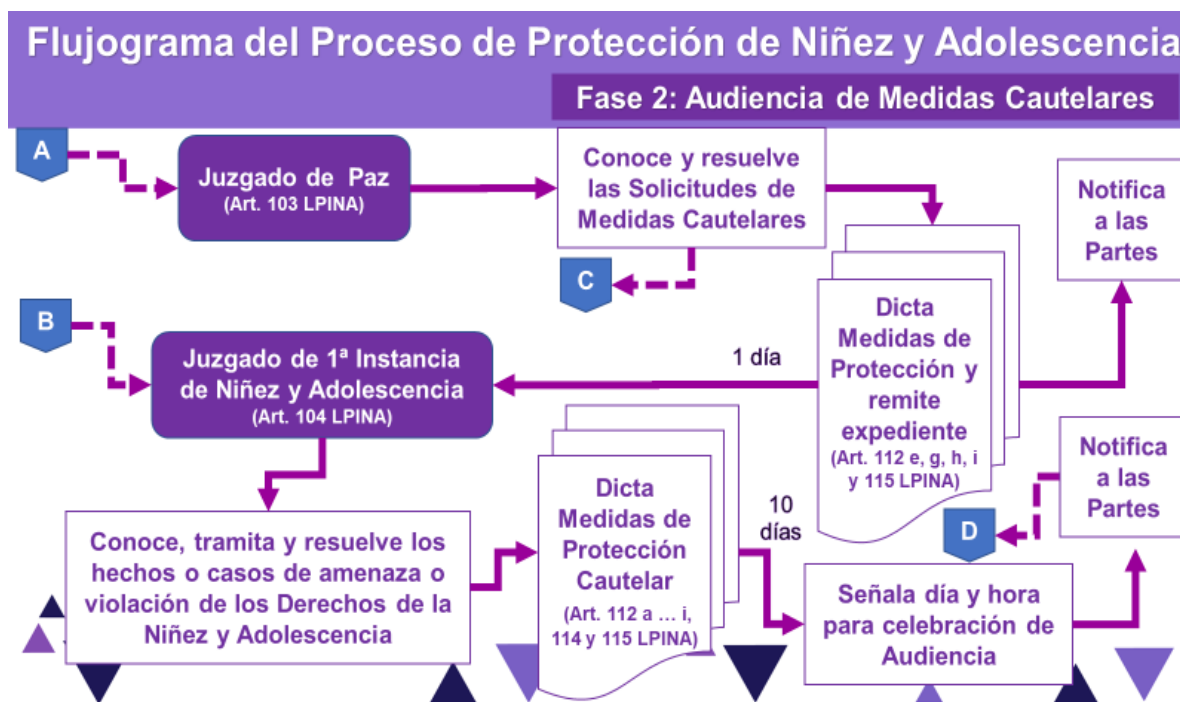 Flujograma del Proceso de Protección de Niñez y Adolescencia
Fase 2: Audiencia de Medidas Cautelares
A
Juzgado de Paz
(Art. 103 LPINA)
Conoce y resuelve
las Solicitudes de
Medidas Cautelares
Notifica
a las
Partes
C
B
Juzgado de 1ª Instancia
de Niñez y Adolescencia
(Art. 104 LPINA)
1 día
Dicta
Medidas de
Protección y
remite
expediente
(Art. 112 e, g, h, i
y 115 LPINA)
Notifica
a las
Partes
D
Conoce, tramita y resuelve los
hechos o casos de amenaza o
violación de los Derechos de la
Niñez y Adolescencia
Dicta
Medidas de
Protección
Cautelar
(Art. 112 a ... i,
114 y 115 LPINA)
10
días
Señala día y hora
para celebración de
Audiencia